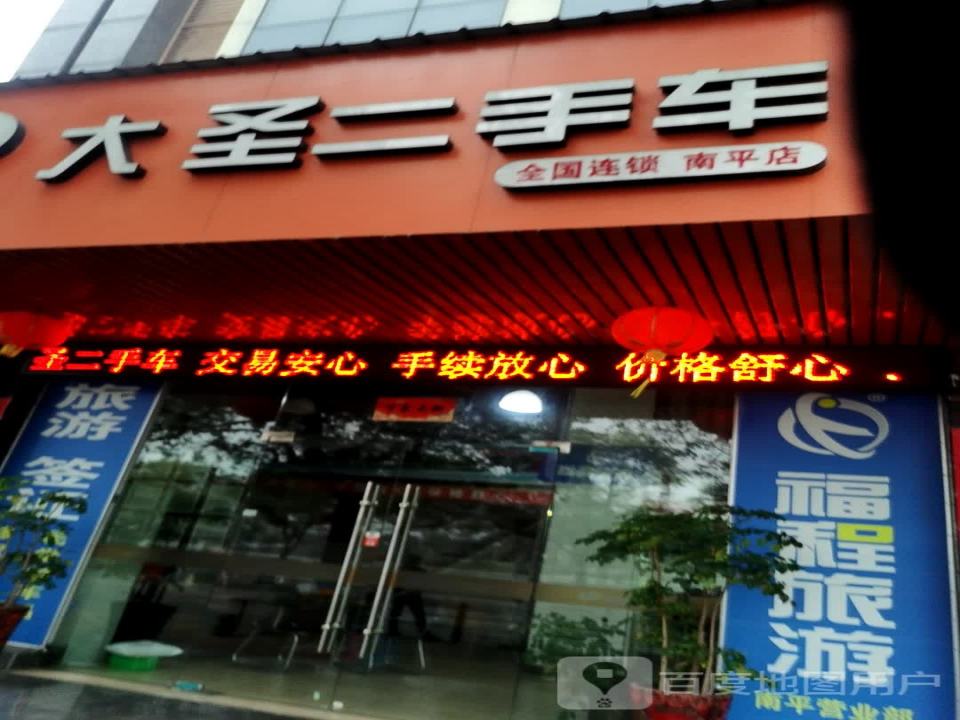 大圣二手车
全国连锁 南平店
圣二手车 交易安心 手续放心 价格舒心 .
旅游 签证
福程旅游
南平营业部
百度地图用户